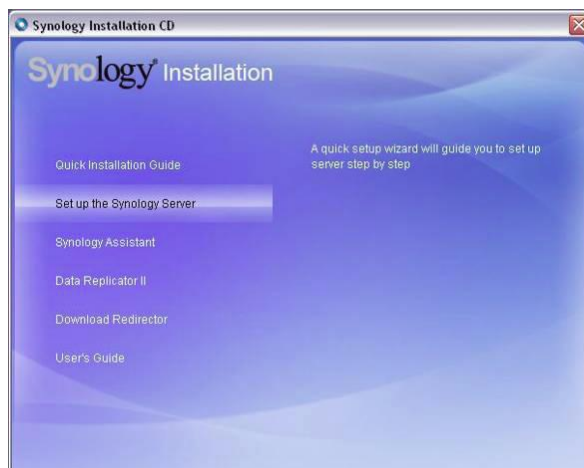 Synology Installation CD
Synology Installation
Quick Installation Guide
Set up the Synology Server
Synology Assistant
Data Replicator II
Download Redirector
User's Guide
A quick setup wizard will guide you to set up
server step by step